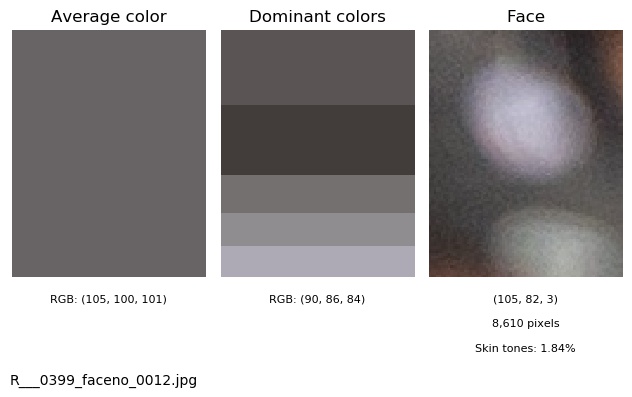 Average color
Dominant colors
Face
RGB: (105, 100, 101)
RGB: (90, 86, 84)
(105, 82, 3)
8,610 pixels
Skin tones: 1.84%
R___0399_faceno_0012.jpg